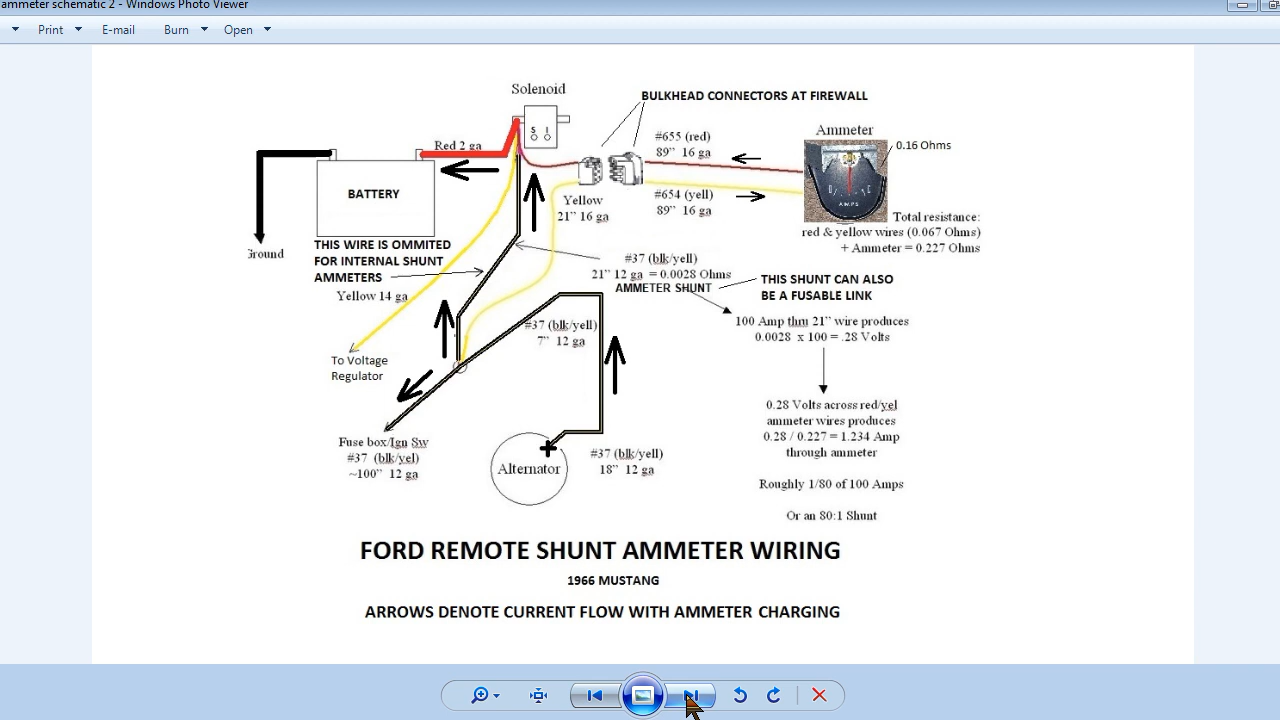 ammeter schematic 2 - Windows Photo Viewer
Print E-mail Burn Open
Solenoid
S I
BULKHEAD CONNECTORS AT FIREWALL
Red 2 ga
#655 (red)
89” 16 ga
Ammeter
0.16 Ohms
AMPS
BATTERY
Yellow
21” 16 ga
#654 (yell)
89” 16 ga
Total resistance:
red & yellow wires (0.067 Ohms)
+ Ammeter = 0.227 Ohms
Ground
THIS WIRE IS OMMITED
FOR INTERNAL SHUNT
AMMETERS
Yellow 14 ga
#37 (blk/yell)
21” 12 ga = 0.0028 Ohms
AMMETER SHUNT
THIS SHUNT CAN ALSO
BE A FUSABLE LINK
#37 (blk/yell)
7” 12 ga
100 Amp thru 21” wire produces
0.0028 x 100 = .28 Volts
To Voltage
Regulator
0.28 Volts across red/yel
ammeter wires produces
0.28 / 0.227 = 1.234 Amp
through ammeter
Fuse box/Ign Sw
#37 (blk/yel)
~100” 12 ga
+
Alternator
#37 (blk/yell)
18” 12 ga
Roughly 1/80 of 100 Amps
Or an 80:1 Shunt
FORD REMOTE SHUNT AMMETER WIRING
1966 MUSTANG
ARROWS DENOTE CURRENT FLOW WITH AMMETER CHARGING